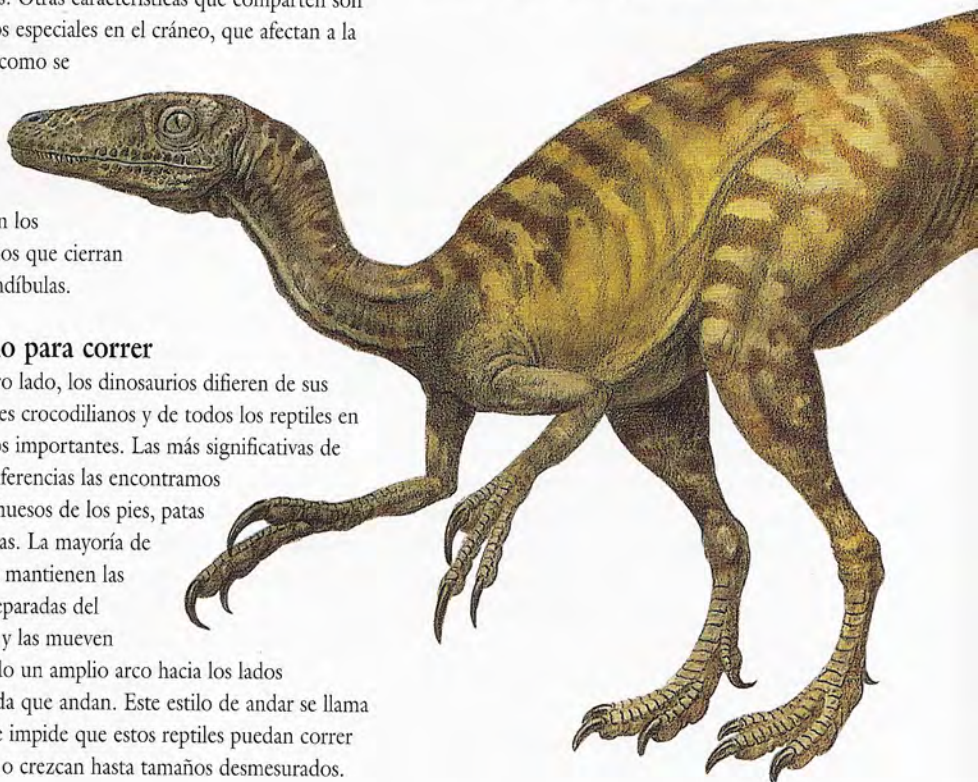 s. Otras características que comparten son
os especiales en el cráneo, que afectan a la
como se
n los
os que cierran
ndíbulas.
o para correr
ro lado, los dinosaurios difieren de sus
es crocodilianos y de todos los reptiles en
os importantes. Las más significativas de
ferencias las encontramos
huesos de los pies, patas
as. La mayoría de
mantienen las
eparadas del
y las mueven
do un amplio arco hacia los lados
da que andan. Este estilo de andar se llama
e impide que estos reptiles puedan correr
o crezcan hasta tamaños desmesurados.